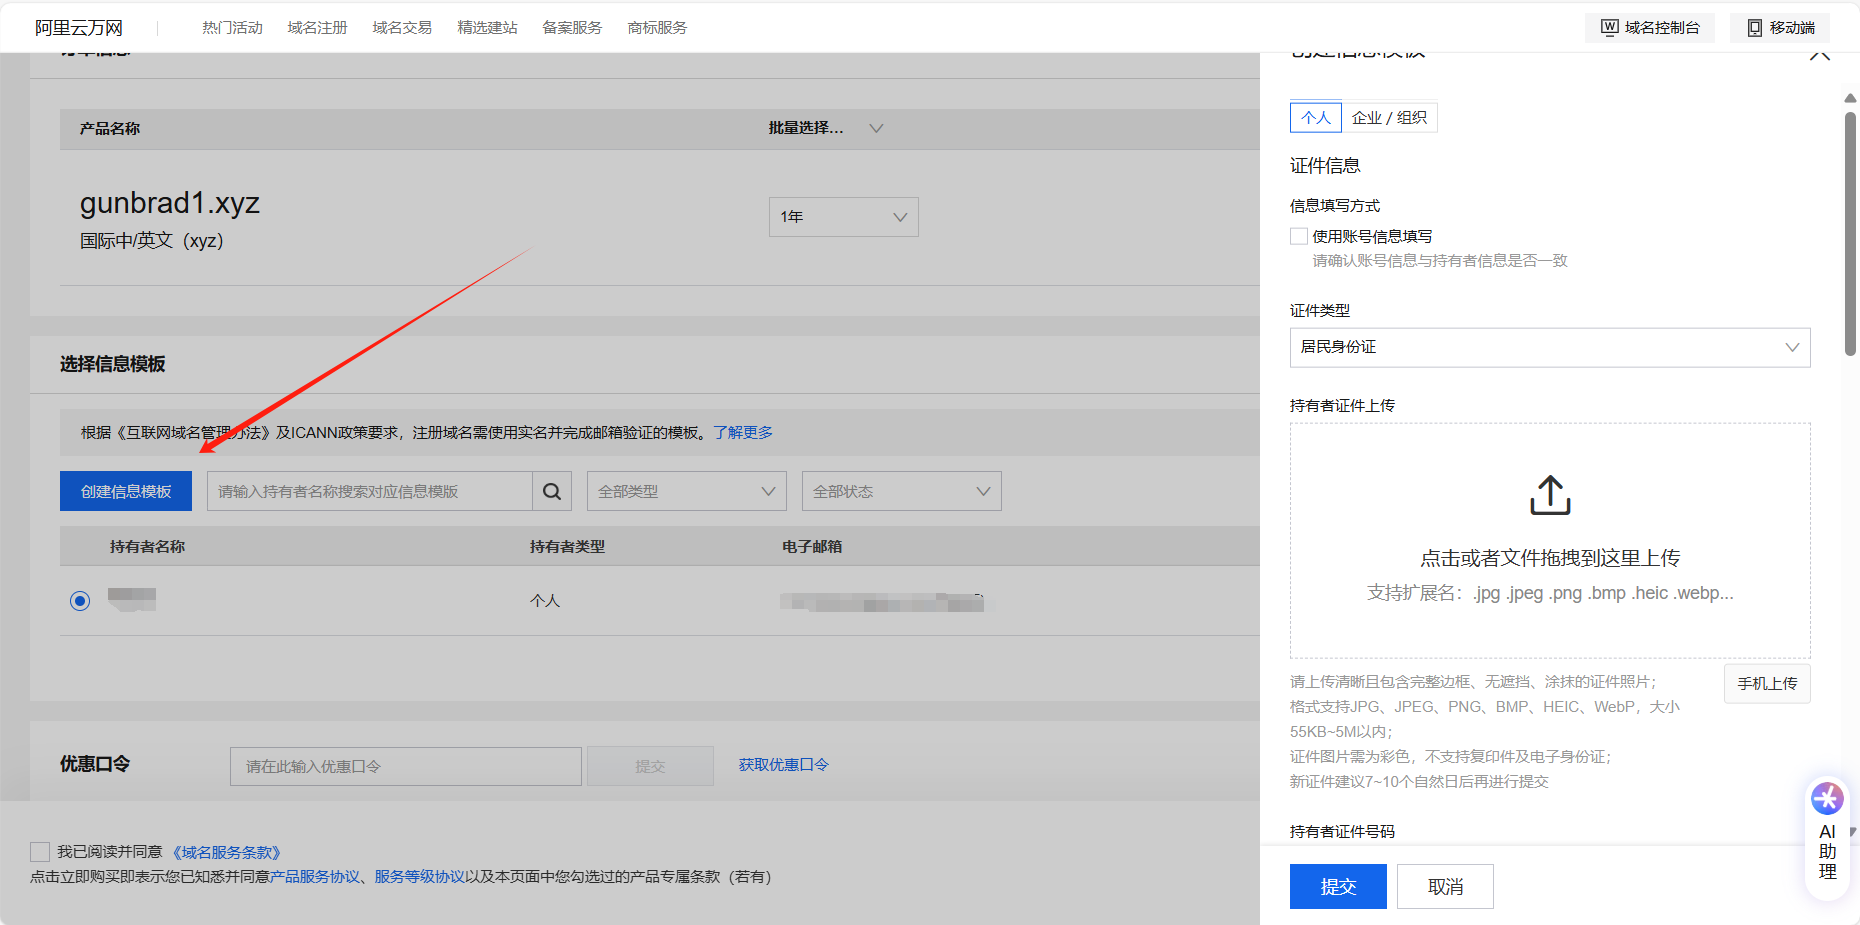 阿里云万网
热门活动 域名注册 域名交易 精选建站 备案服务 商标服务
域名控制台 移动端
订单信息
产品名称 批量选择...
gunbrad1.xyz
国际中/英文（xyz）
1年
选择信息模板
根据《互联网域名管理办法》及ICANN政策要求，注册域名需使用实名并完成邮箱验证的模板。了解更多
创建信息模板 请输入持有者名称搜索对应信息模版 全部类型 全部状态
持有者名称 持有者类型 电子邮箱
个人
优惠口令 请在此输入优惠口令 提交 获取优惠口令
我已阅读并同意 《域名服务条款》
点击立即购买即表示您已知悉并同意产品服务协议、服务等级协议以及本页面中您勾选过的产品专属条款（若有）
创建信息模板
个人 企业 / 组织
证件信息
信息填写方式
使用账号信息填写
请确认账号信息与持有者信息是否一致
证件类型
居民身份证
持有者证件上传
点击或者文件拖拽到这里上传
支持扩展名：.jpg .jpeg .png .bmp .heic .webp...
请上传清晰且包含完整边框、无遮挡、涂抹的证件照片；
格式支持JPG、JPEG、PNG、BMP、HEIC、WebP，大小
55KB~5M以内；
证件图片需为彩色，不支持复印件及电子身份证；
新证件建议7~10个自然日后再进行提交
手机上传
持有者证件号码
提交 取消
AI
助
理